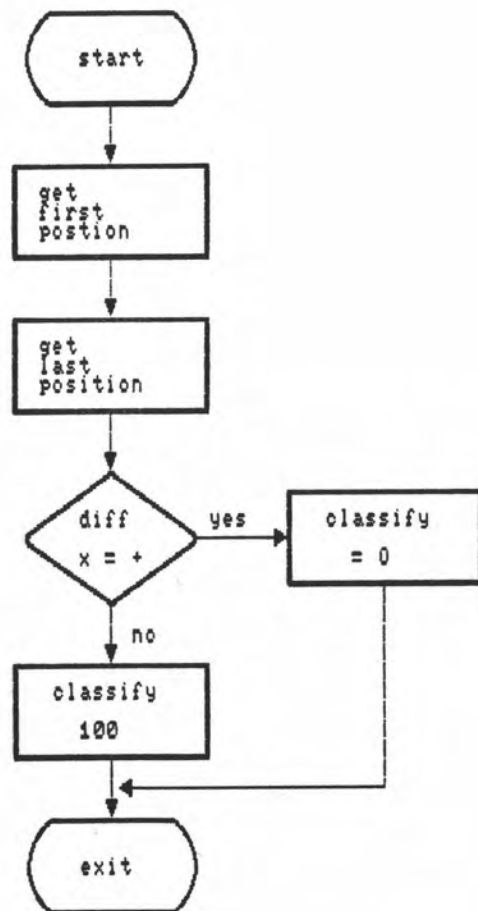 start
get
first
postion
get
last
position
diff
x = +
yes
classify
= 0
no
classify
100
exit